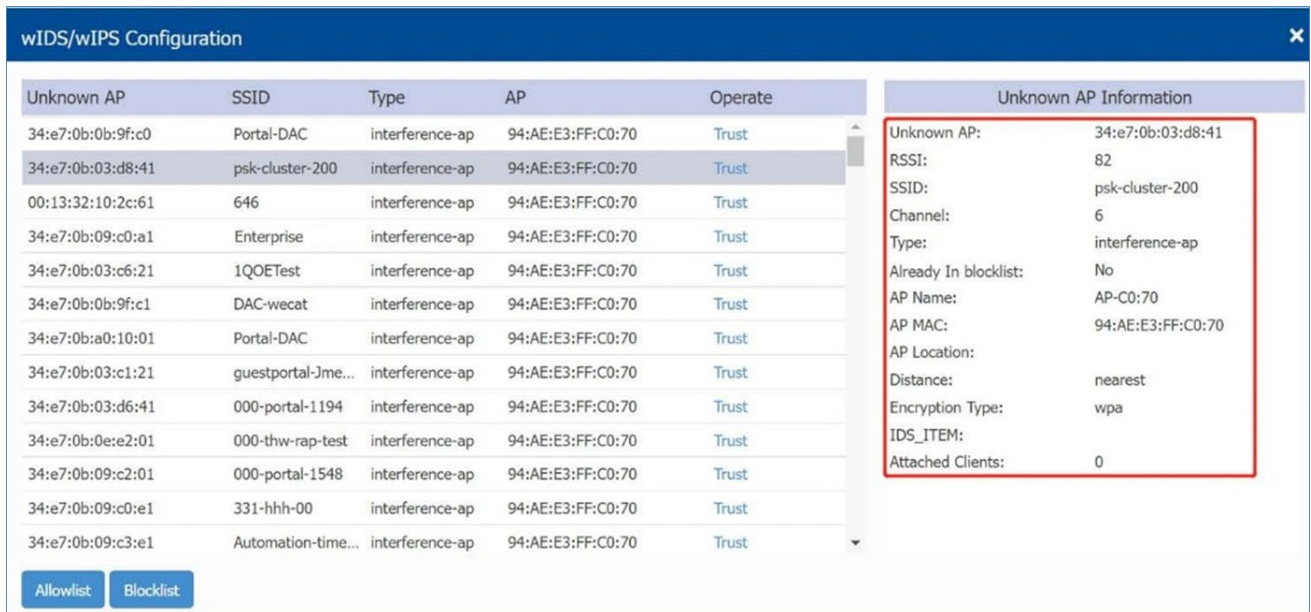 wIDS/wIPS Configuration ×
Unknown AP SSID Type AP Operate
34:e7:0b:0b:9f:c0 Portal-DAC interference-ap 94:AE:E3:FF:C0:70 Trust
34:e7:0b:03:d8:41 psk-cluster-200 interference-ap 94:AE:E3:FF:C0:70 Trust
00:13:32:10:2c:61 646 interference-ap 94:AE:E3:FF:C0:70 Trust
34:e7:0b:09:c0:a1 Enterprise interference-ap 94:AE:E3:FF:C0:70 Trust
34:e7:0b:03:c6:21 1QOETest interference-ap 94:AE:E3:FF:C0:70 Trust
34:e7:0b:0b:9f:c1 DAC-wecat interference-ap 94:AE:E3:FF:C0:70 Trust
34:e7:0b:a0:10:01 Portal-DAC interference-ap 94:AE:E3:FF:C0:70 Trust
34:e7:0b:03:c1:21 guestportal-Jme... interference-ap 94:AE:E3:FF:C0:70 Trust
34:e7:0b:03:d6:41 000-portal-1194 interference-ap 94:AE:E3:FF:C0:70 Trust
34:e7:0b:0e:e2:01 000-thw-rap-test interference-ap 94:AE:E3:FF:C0:70 Trust
34:e7:0b:09:c2:01 000-portal-1548 interference-ap 94:AE:E3:FF:C0:70 Trust
34:e7:0b:09:c0:e1 331-hhh-00 interference-ap 94:AE:E3:FF:C0:70 Trust
34:e7:0b:09:c3:e1 Automation-time... interference-ap 94:AE:E3:FF:C0:70 Trust
Allowlist Blocklist
Unknown AP Information
Unknown AP: 34:e7:0b:03:d8:41
RSSI: 82
SSID: psk-cluster-200
Channel: 6
Type: interference-ap
Already In blocklist: No
AP Name: AP-C0:70
AP MAC: 94:AE:E3:FF:C0:70
AP Location:
Distance: nearest
Encryption Type: wpa
IDS_ITEM:
Attached Clients: 0